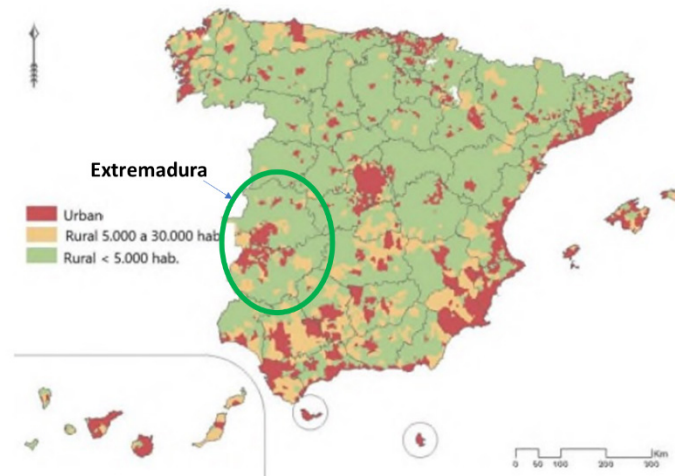 Extremadura
Urban
Rural 5.000 a 30.000 hab.
Rural < 5.000 hab.
Km
0 50 100 200 300